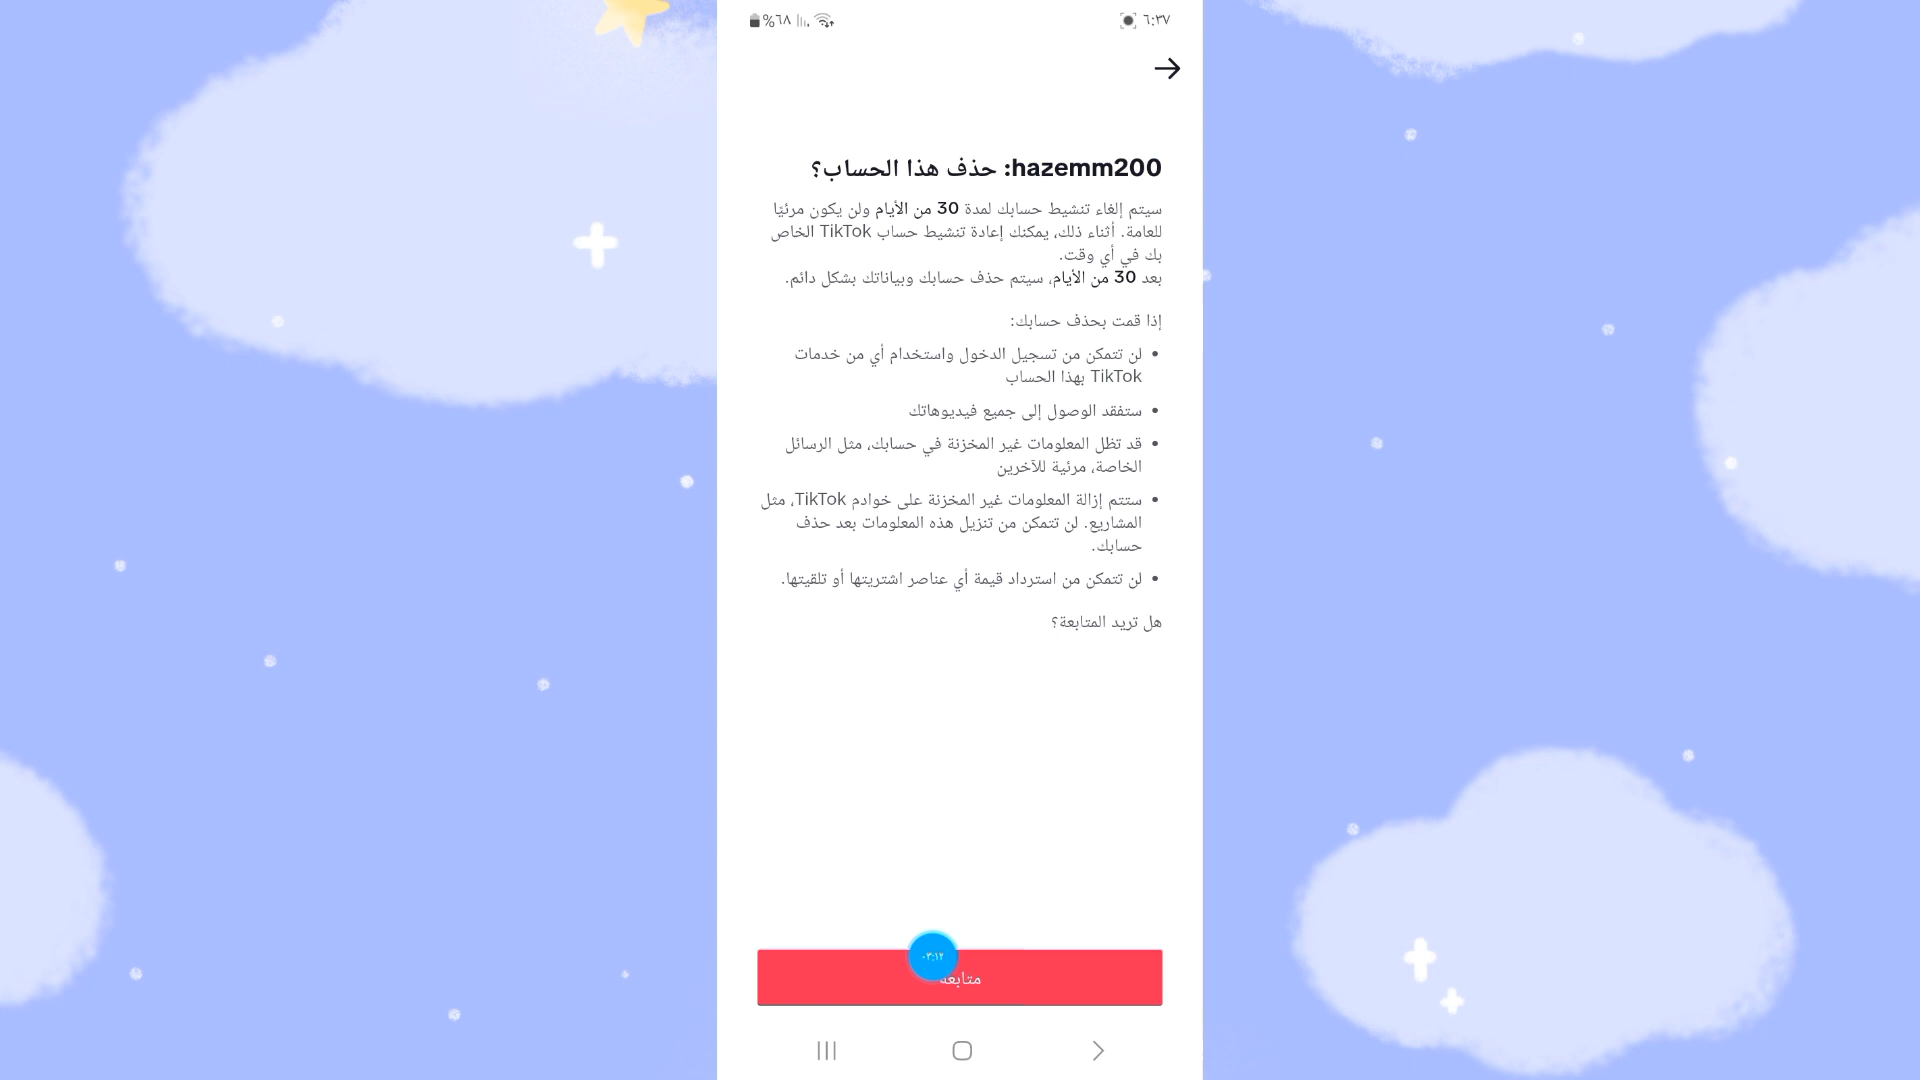 ٦:٣٧
%٦٨
hazemm200: حذف هذا الحساب؟
سيتم إلغاء تنشيط حسابك لمدة 30 من الأيام ولن يكون مرئيًا
للعامة. أثناء ذلك، يمكنك إعادة تنشيط حساب TikTok الخاص
بك في أي وقت.
بعد 30 من الأيام، سيتم حذف حسابك وبياناتك بشكل دائم.
إذا قمت بحذف حسابك:
• لن تتمكن من تسجيل الدخول واستخدام أي من خدمات
TikTok بهذا الحساب
• ستفقد الوصول إلى جميع فيديوهاتك
• قد تظل المعلومات غير المخزنة في حسابك، مثل الرسائل
الخاصة، مرئية للآخرين
• ستتم إزالة المعلومات غير المخزنة على خوادم TikTok، مثل
المشاريع. لن تتمكن من تنزيل هذه المعلومات بعد حذف
حسابك.
• لن تتمكن من استرداد قيمة أي عناصر اشتريتها أو تلقيتها.
هل تريد المتابعة؟
٠٣:١٢
متابعة